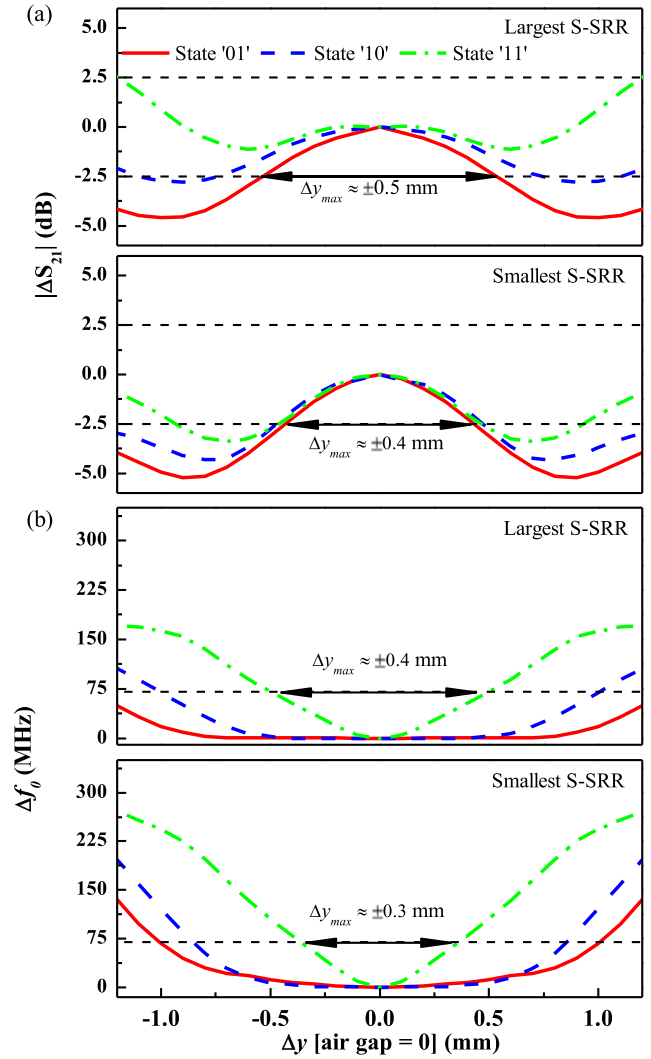 (a)
Largest S-SRR
State '01' State '10' State '11'
5.0
2.5
0.0
-2.5
-5.0
Δy_max ≈ ±0.5 mm
|ΔS_21| (dB)
Smallest S-SRR
5.0
2.5
0.0
-2.5
-5.0
Δy_max ≈ ±0.4 mm
(b)
Largest S-SRR
300
225
150
75
0
Δy_max ≈ ±0.4 mm
Δf_0 (MHz)
Smallest S-SRR
300
225
150
75
0
Δy_max ≈ ±0.3 mm
-1.0 -0.5 0.0 0.5 1.0
Δy [air gap = 0] (mm)